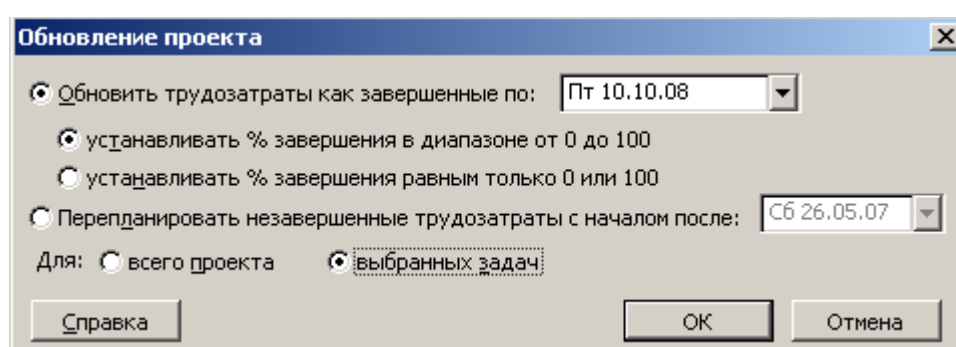 Обновление проекта
Обновить трудозатраты как завершенные по: Пт 10.10.08
устанавливать % завершения в диапазоне от 0 до 100
устанавливать % завершения равным только 0 или 100
Перепланировать незавершенные трудозатраты с началом после: Сб 26.05.07
Для: всего проекта выбранных задач
Справка ОК Отмена